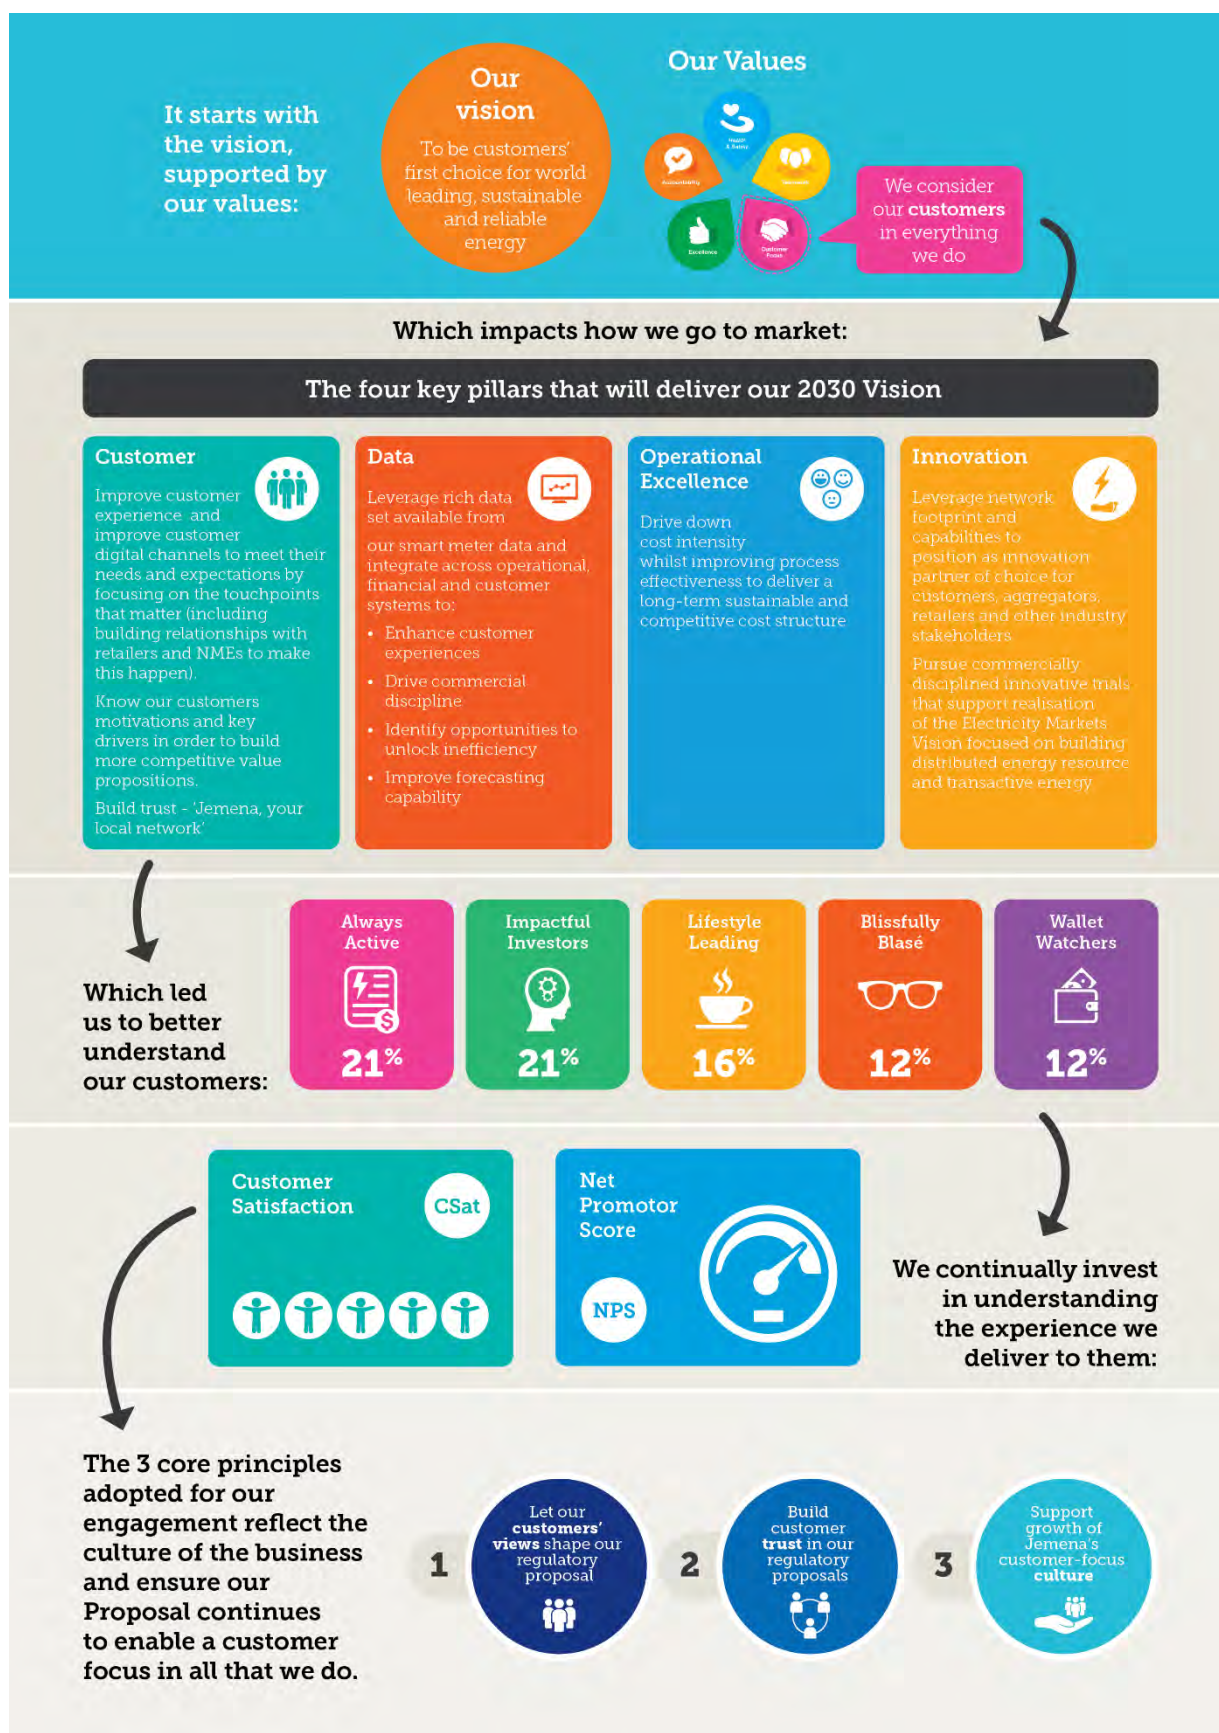 It starts with
the vision,
supported by
our values:
Our
vision
To be customers'
first choice for world
leading, sustainable
and reliable
energy
Our Values
Health
& Safety
Accountability
Teamwork
Excellence
Customer
Focus
We consider
our customers
in everything
we do
Which impacts how we go to market:
The four key pillars that will deliver our 2030 Vision
Customer
Improve customer
experience and
improve customer
digital channels to meet their
needs and expectations by
focusing on the touchpoints
that matter (including
building relationships with
retailers and NMEs to make
this happen).
Know our customers
motivations and key
drivers in order to build
more competitive value
propositions.
Build trust - 'Jemena, your
local network'
Data
Leverage rich data
set available from
our smart meter data and
integrate across operational,
financial and customer
systems to:
• Enhance customer
experiences
• Drive commercial
discipline
• Identify opportunities to
unlock inefficiency
• Improve forecasting
capability
Operational
Excellence
Drive down
cost intensity
whilst improving process
effectiveness to deliver a
long-term sustainable and
competitive cost structure
Innovation
Leverage network
footprint and
capabilities to
position as innovation
partner of choice for
customers, aggregators,
retailers and other industry
stakeholders
Pursue commercially
disciplined innovative trials
that support realisation
of the Electricity Markets
Vision focused on building
distributed energy resource
and transactive energy
Which led
us to better
understand
our customers:
Always
Active
21%
Impactful
Investors
21%
Lifestyle
Leading
16%
Blissfully
Blasé
12%
Wallet
Watchers
12%
Customer
Satisfaction
CSat
Net
Promotor
Score
NPS
We continually invest
in understanding
the experience we
deliver to them:
The 3 core principles
adopted for our
engagement reflect the
culture of the business
and ensure our
Proposal continues
to enable a customer
focus in all that we do.
1
Let our
customers'
views shape our
regulatory
proposal
2
Build
customer
trust in our
regulatory
proposals
3
Support
growth of
Jemena's
customer-focus
culture